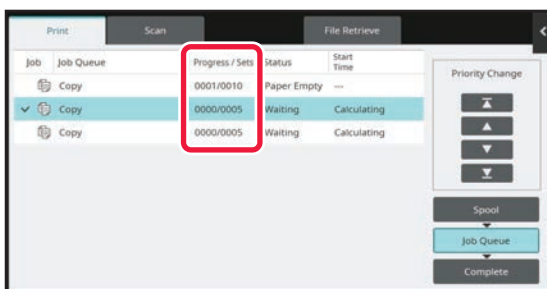 Print Scan File Retrieve
Job Job Queue Progress / Sets Status Start Time
Priority Change
Copy 0001/0010 Paper Empty ---
Copy 0000/0005 Waiting Calculating
Copy 0000/0005 Waiting Calculating
Spool
Job Queue
Complete